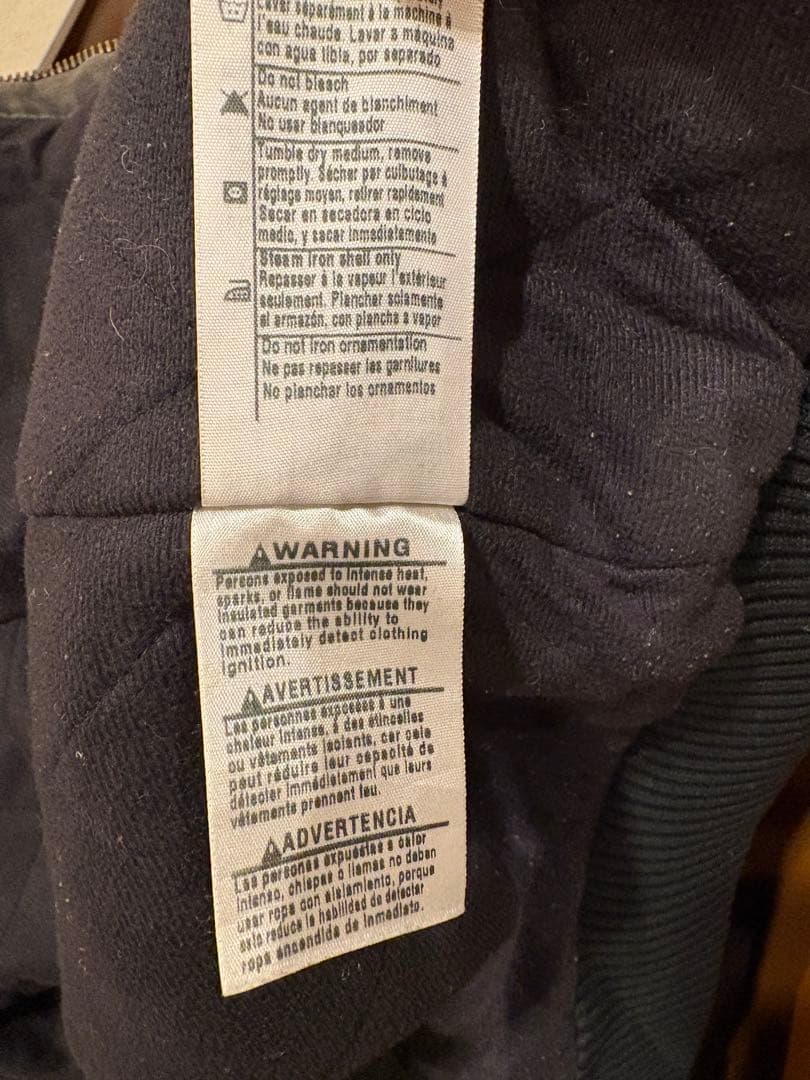 Laver séparément à la machine à
l'eau chaude. Lavar a maquina
con agua tibia, por separado
Do not bleach
Aucun agent de blanchiment
No usar blanqueador
Tumble dry medium, remove
promptly. Sécher par culbutage à
réglage moyen, retirer rapidement
Secar en secadora en ciclo
medio, y sacar inmediatamente
Steam iron shell only
Repasser à la vapeur l'extérieur
seulement. Planchar solamente
el armazón, con plancha a vapor
Do not iron ornamentation
Ne pas repasser les garnitures
No planchar los ornamentos
WARNING
Persons exposed to intense heat,
sparks, or flame should not wear
insulated garments because they
can reduce the ability to
immediately detect clothing
ignition.
AVERTISSEMENT
Les personnes exposées à une
chaleur intense, à des étincelles
ou vêtements isolants, car cela
peut réduire leur capacité de
détecter immédiatement que leurs
vêtements prennent feu.
ADVERTENCIA
Las personas expuestas a calor
intenso, chispas o llamas no deben
usar ropa con aislamiento, porque
esto reduce la habilidad de detectar
ropa encendida de inmediato.